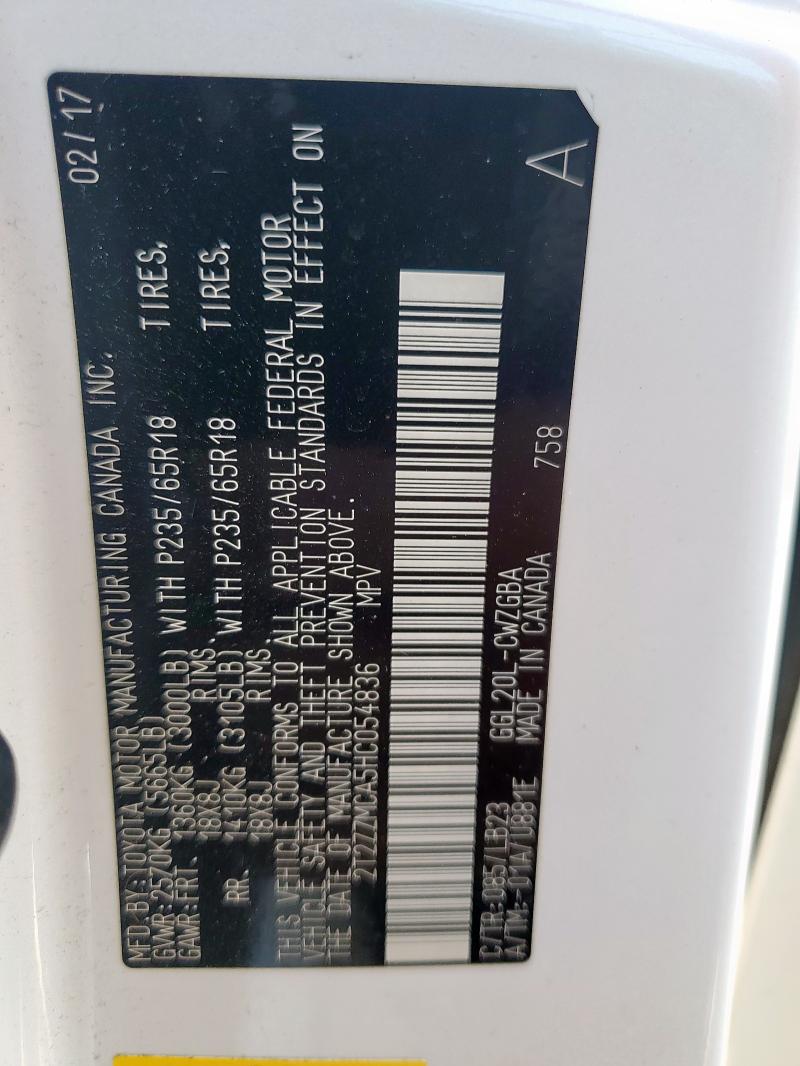 MFD.BY:TOYOTA MOTOR MANUFACTURING CANADA INC. 02/17
GVWR:2570KG (5665LB)
GAWR:FRT. 1360KG (3000LB) WITH P235/65R18 TIRES,
18X8J RIMS
RR. 1410KG (3105LB) WITH P235/65R18 TIRES,
18X8J RIMS
THIS VEHICLE CONFORMS TO ALL APPLICABLE FEDERAL MOTOR
VEHICLE SAFETY AND THEFT PREVENTION STANDARDS IN EFFECT ON
THE DATE OF MANUFACTURE SHOWN ABOVE.
2T2ZZMCA5HC054836 MPV
C/TR:085/LB23 GGL20L-CWZGBA
A/TM:-01A/U881E MADE IN CANADA 758 A